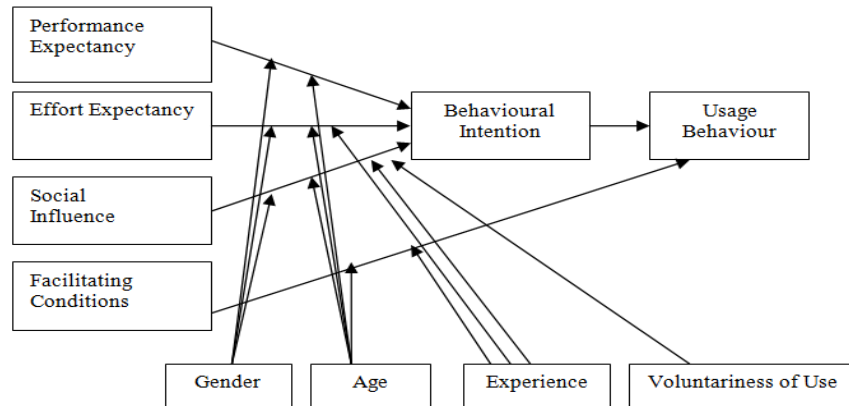 Performance
Expectancy
Effort Expectancy
Behavioural
Intention
Usage
Behaviour
Social
Influence
Facilitating
Conditions
Gender
Age
Experience
Voluntariness of Use